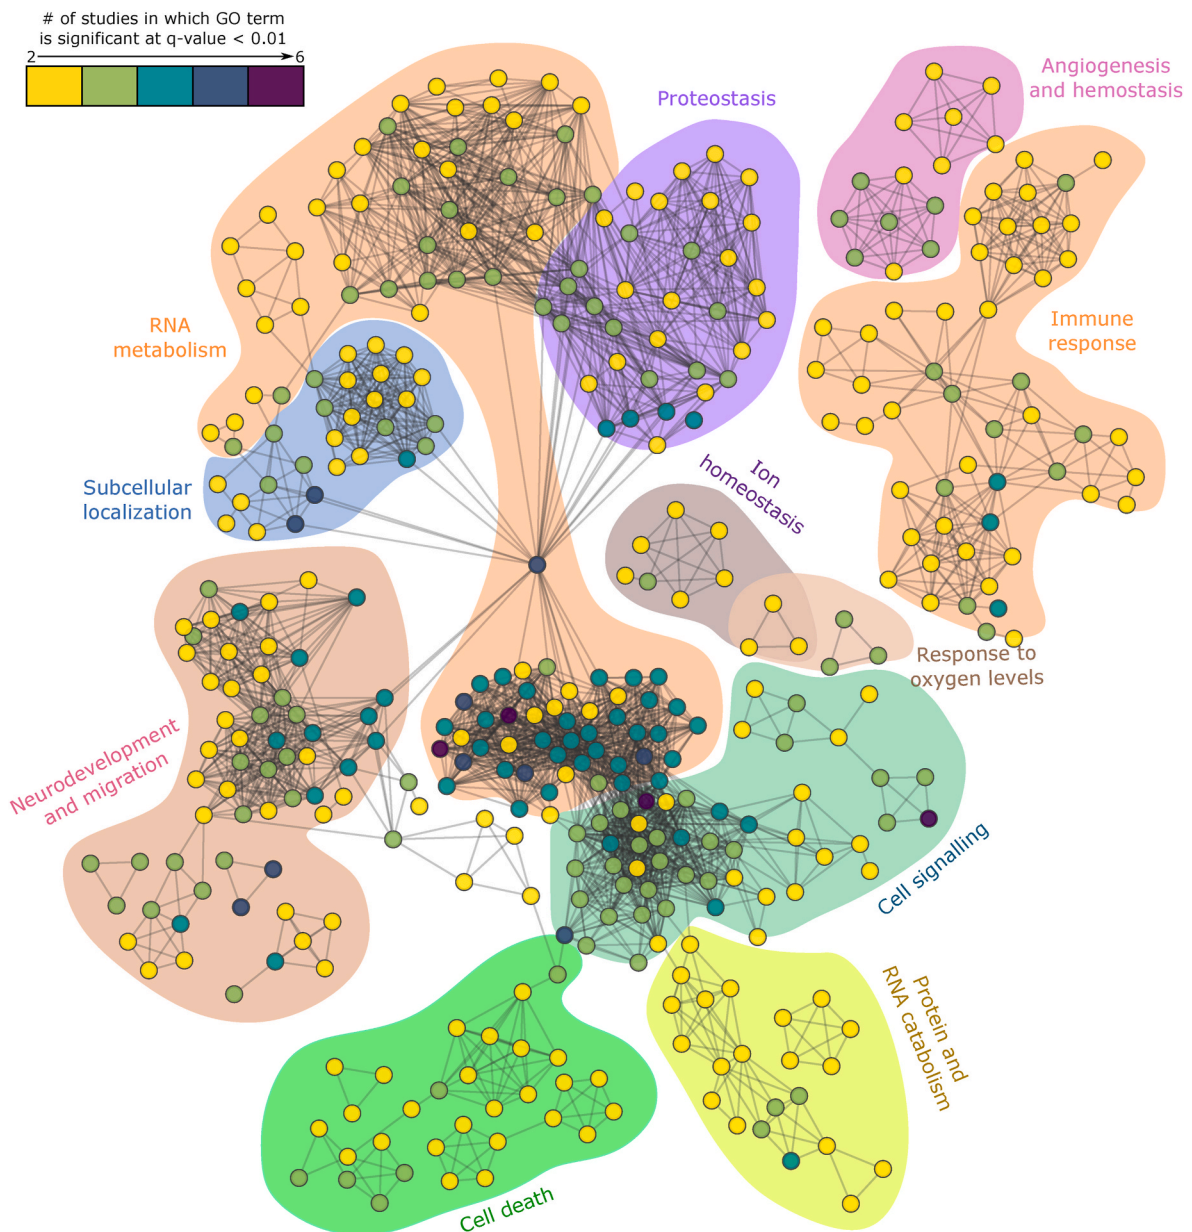 # of studies in which GO term
is significant at q-value < 0.01
2
6
Angiogenesis
and hemostasis
Proteostasis
RNA
metabolism
Immune
response
Subcellular
localization
Ion
homeostasis
Response to
oxygen levels
Neurodevelopment
and migration
Cell signalling
Protein and
RNA catabolism
Cell death